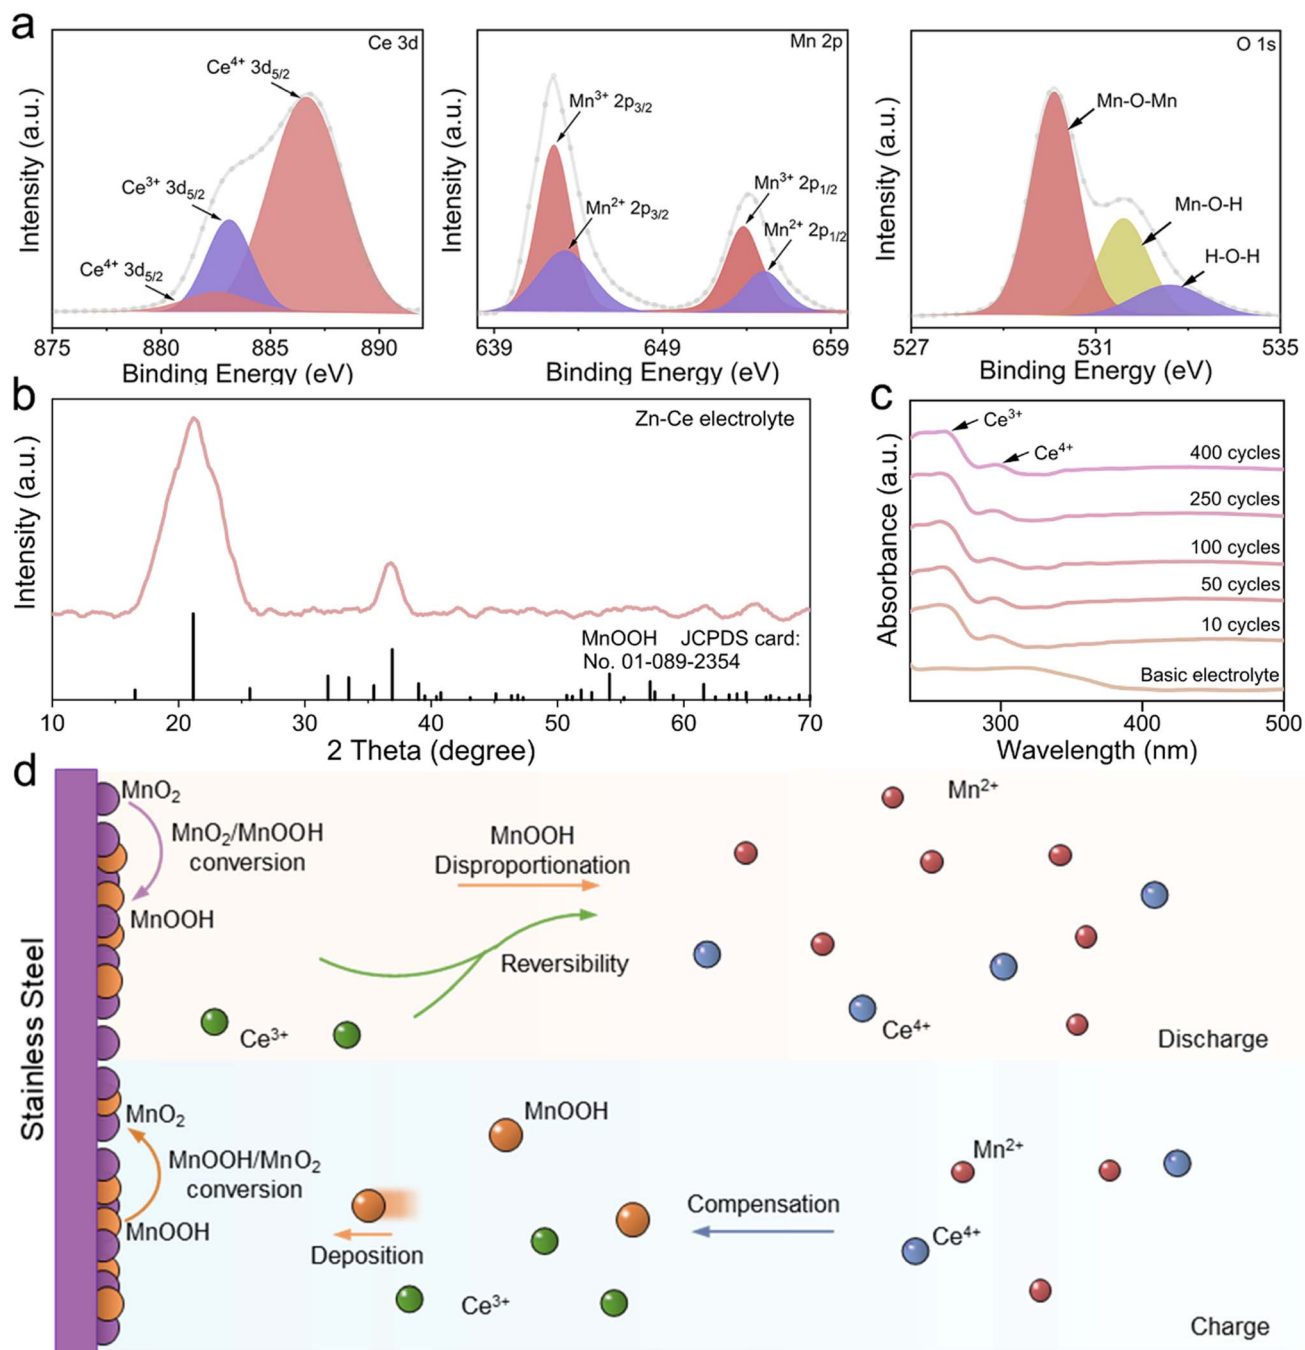 a
Ce 3d
Ce⁴⁺ 3d₅/₂
Ce³⁺ 3d₅/₂
Ce⁴⁺ 3d₅/₂
Intensity (a.u.)
875 880 885 890
Binding Energy (eV)
Mn 2p
Mn³⁺ 2p₃/₂
Mn²⁺ 2p₃/₂
Mn³⁺ 2p₁/₂
Mn²⁺ 2p₁/₂
Intensity (a.u.)
639 649 659
Binding Energy (eV)
O 1s
Mn-O-Mn
Mn-O-H
H-O-H
Intensity (a.u.)
527 531 535
Binding Energy (eV)
b
Zn-Ce electrolyte
Intensity (a.u.)
MnOOH JCPDS card:
No. 01-089-2354
10 20 30 40 50 60 70
2 Theta (degree)
c
Ce³⁺
Ce⁴⁺
400 cycles
250 cycles
100 cycles
50 cycles
10 cycles
Basic electrolyte
Absorbance (a.u.)
300 400 500
Wavelength (nm)
d
Stainless Steel
MnO₂
MnO₂/MnOOH
conversion
MnOOH
MnOOH
Disproportionation
Reversibility
Ce³⁺
Mn²⁺
Ce⁴⁺
Discharge
MnO₂
MnOOH/MnO₂
conversion
MnOOH
MnOOH
Deposition
Ce³⁺
Compensation
Mn²⁺
Ce⁴⁺
Charge